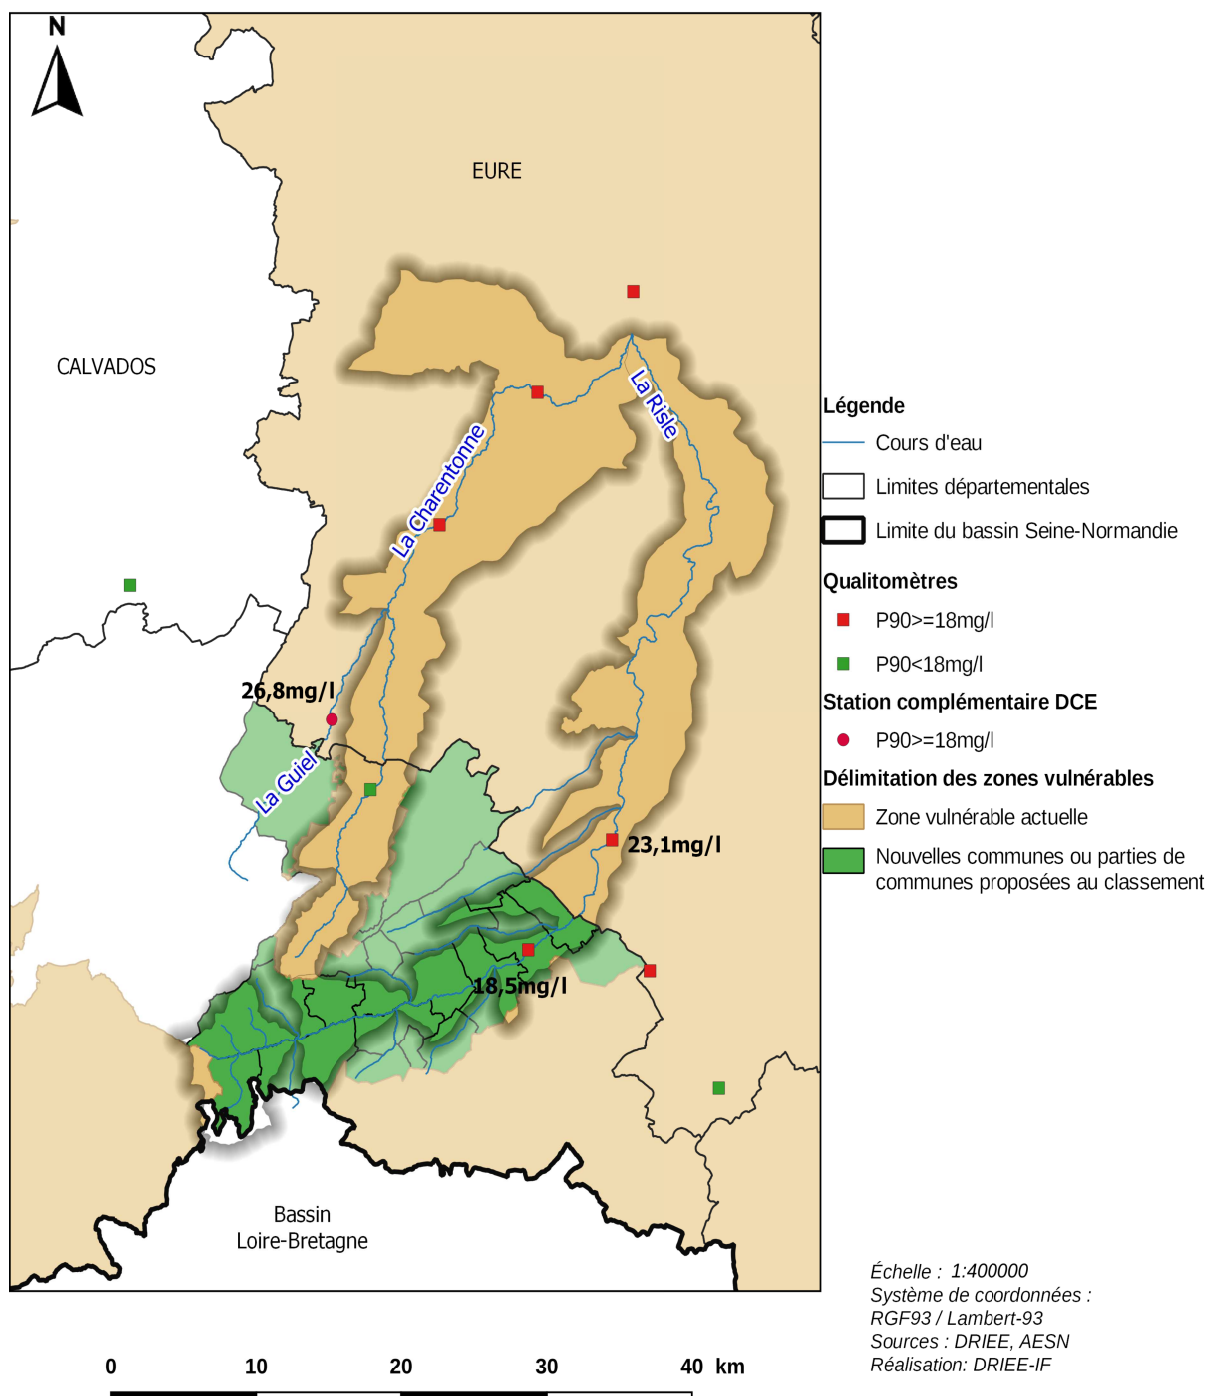 N
EURE
CALVADOS
La Risle
La Charentonne
26,8mg/l
La Guiel
23,1mg/l
18,5mg/l
Bassin
Loire-Bretagne
Légende
Cours d'eau
Limites départementales
Limite du bassin Seine-Normandie
Qualitomètres
P90>=18mg/l
P90<18mg/l
Station complémentaire DCE
P90>=18mg/l
Délimitation des zones vulnérables
Zone vulnérable actuelle
Nouvelles communes ou parties de
communes proposées au classement
Échelle : 1:400000
Système de coordonnées :
RGF93 / Lambert-93
Sources : DRIEE, AESN
Réalisation: DRIEE-IF
0 10 20 30 40 km